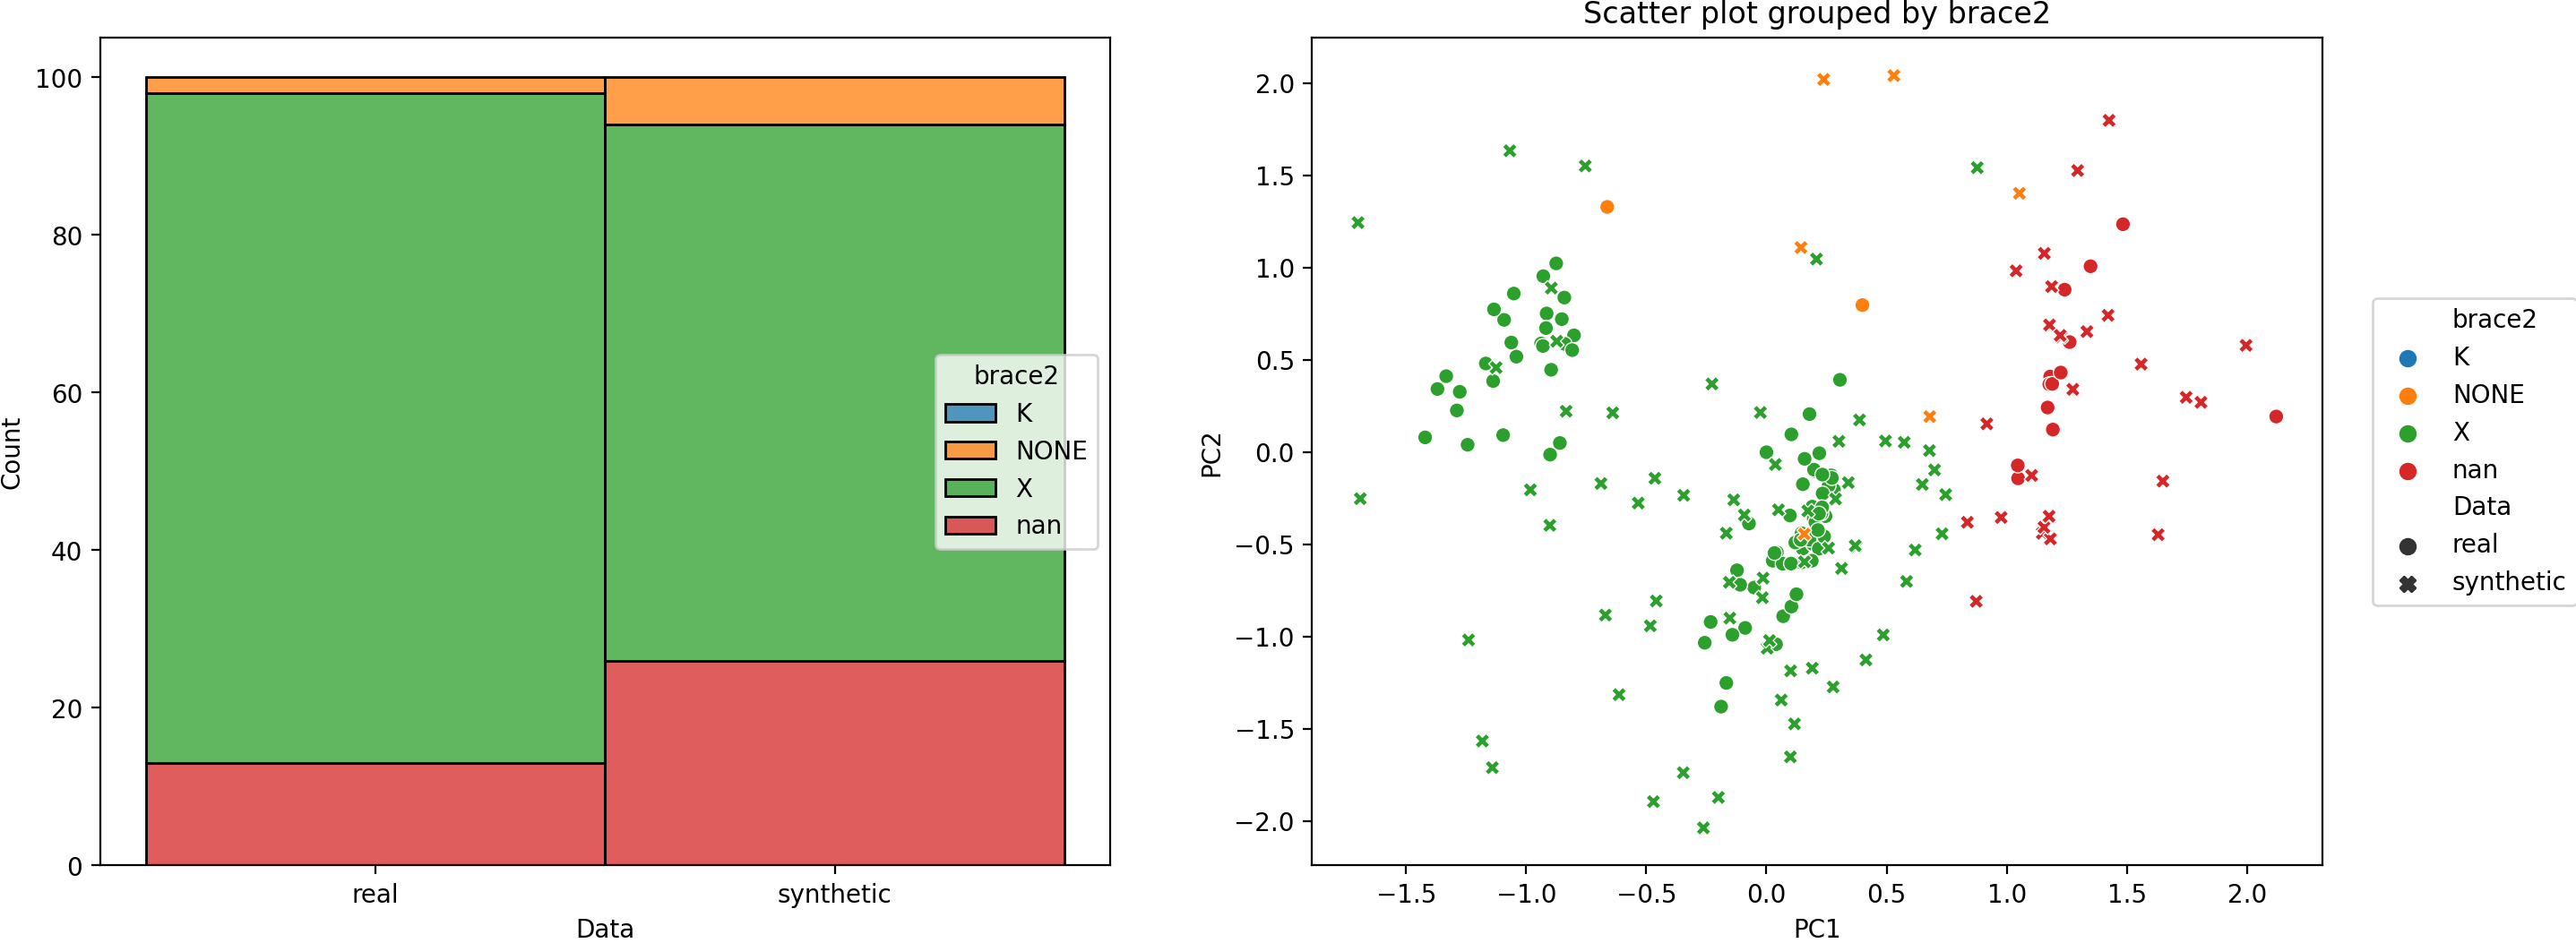 100
80
60
40
20
0
Count
real
synthetic
Data
brace2
K
NONE
X
nan
Scatter plot grouped by brace2
2.0
1.5
1.0
0.5
0.0
−0.5
−1.0
−1.5
−2.0
PC2
−1.5
−1.0
−0.5
0.0
0.5
1.0
1.5
2.0
PC1
brace2
K
NONE
X
nan
Data
real
synthetic